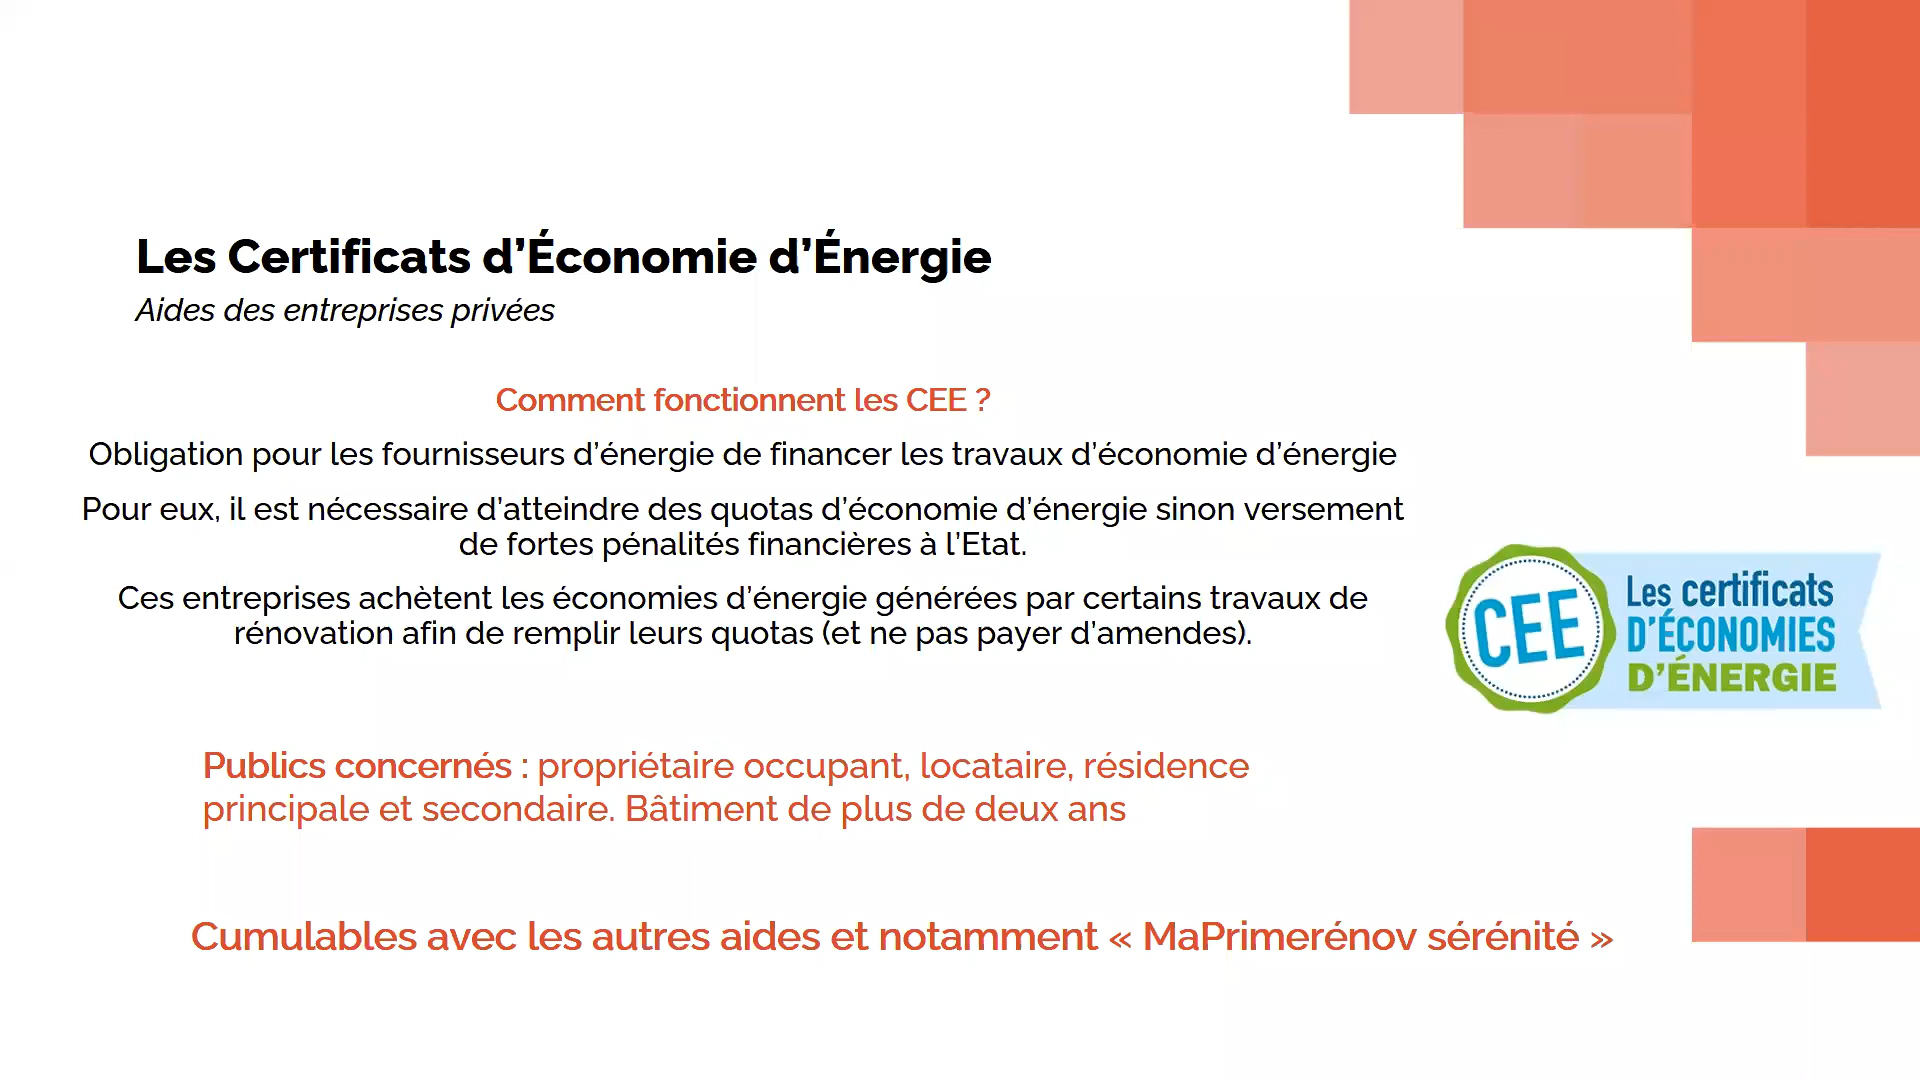 Les Certificats d’Économie d’Énergie
Aides des entreprises privées
Comment fonctionnent les CEE ?
Obligation pour les fournisseurs d’énergie de financer les travaux d’économie d’énergie
Pour eux, il est nécessaire d’atteindre des quotas d’économie d’énergie sinon versement
de fortes pénalités financières à l’Etat.
Ces entreprises achètent les économies d’énergie générées par certains travaux de
rénovation afin de remplir leurs quotas (et ne pas payer d’amendes).
CEE
Les certificats
D’ÉCONOMIES
D’ÉNERGIE
Publics concernés : propriétaire occupant, locataire, résidence
principale et secondaire. Bâtiment de plus de deux ans
Cumulables avec les autres aides et notamment « MaPrimerénov sérénité »